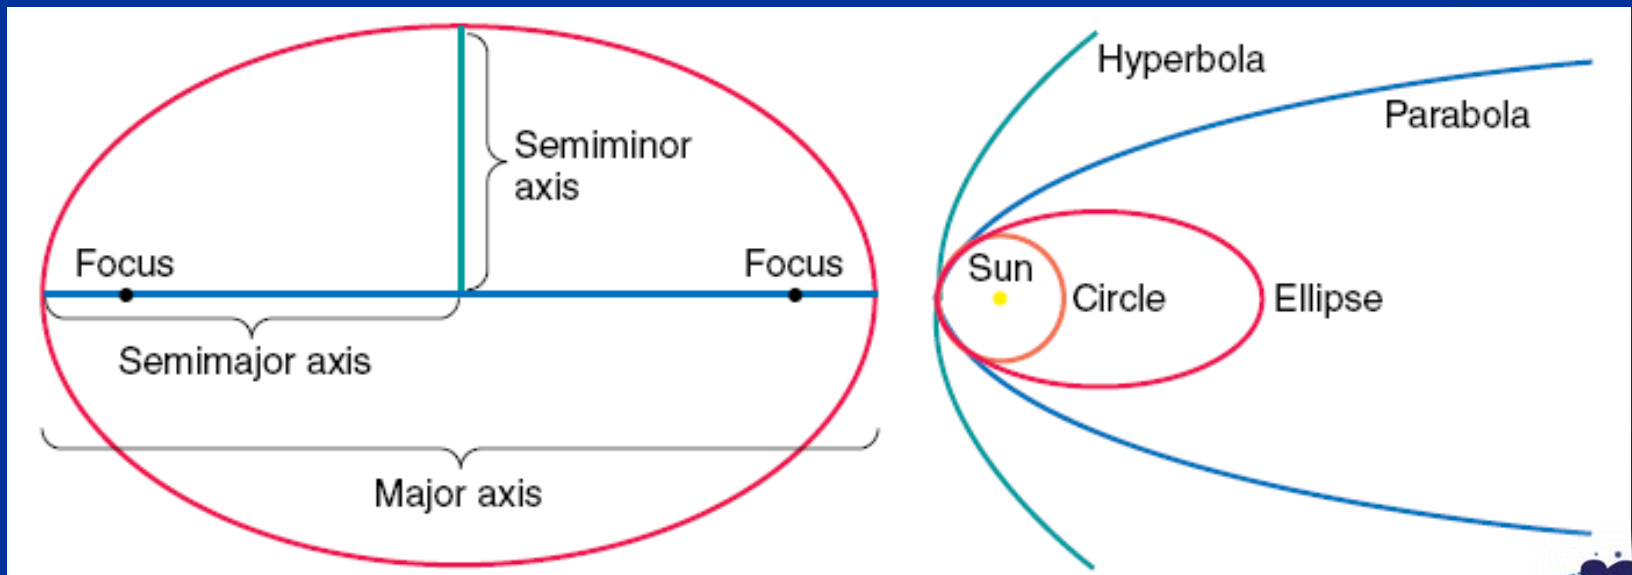 Semiminor
axis
Focus
Focus
Semimajor axis
Major axis
Hyperbola
Parabola
Sun
Circle
Ellipse